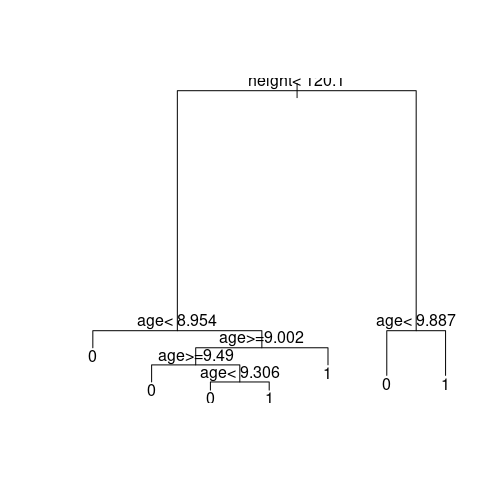 height< 120.1
age< 8.954
age< 9.887
age>=9.002
0
age>=9.49
1
age< 9.306
0
0
1
0
1